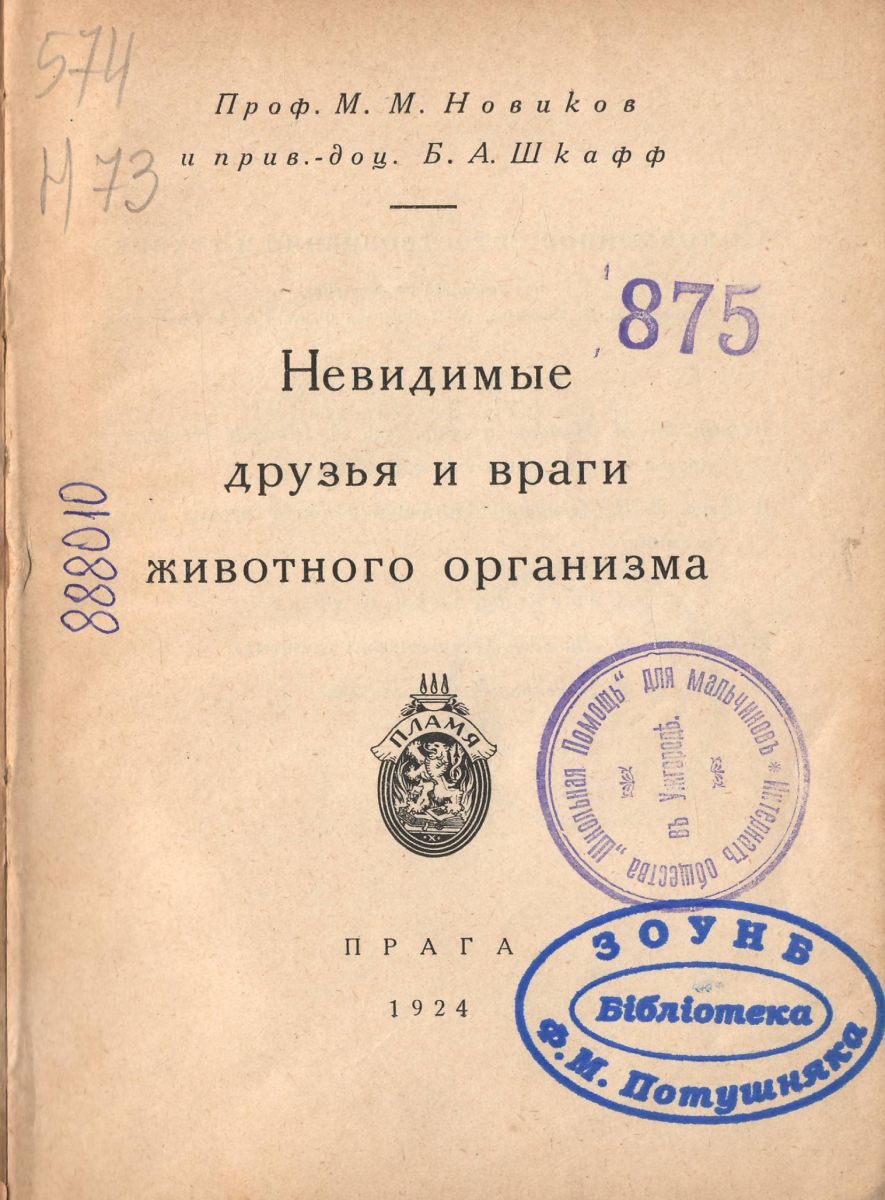 574
Н 73
Проф. М. М. Новиков
и прив.-доц. Б. А. Шкафф
875
Невидимые
друзья и враги
животного организма
888010
ПЛАМЯ
Интернатъ общества „Школьная Помощь" для мальчиковъ *
въ Ужгородѣ.
ПРАГА
1924
ЗОУНБ
Бібліотека
Ф. М. Потушняка